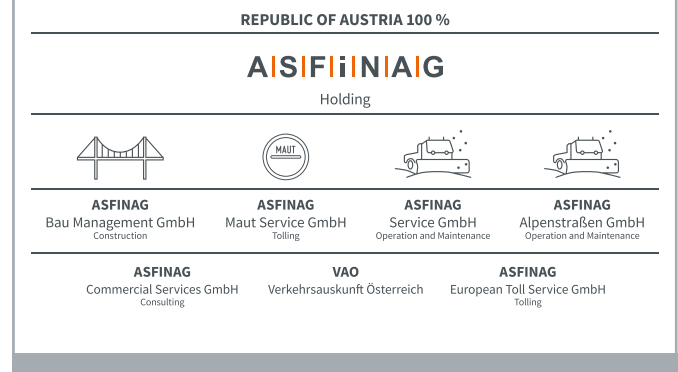 REPUBLIC OF AUSTRIA 100 %
A|S|F|i|N|A|G
Holding
MAUT
ASFINAG
Bau Management GmbH
Construction
ASFINAG
Maut Service GmbH
Tolling
ASFINAG
Service GmbH
Operation and Maintenance
ASFINAG
Alpenstraßen GmbH
Operation and Maintenance
ASFINAG
Commercial Services GmbH
Consulting
VAO
Verkehrsauskunft Österreich
ASFINAG
European Toll Service GmbH
Tolling